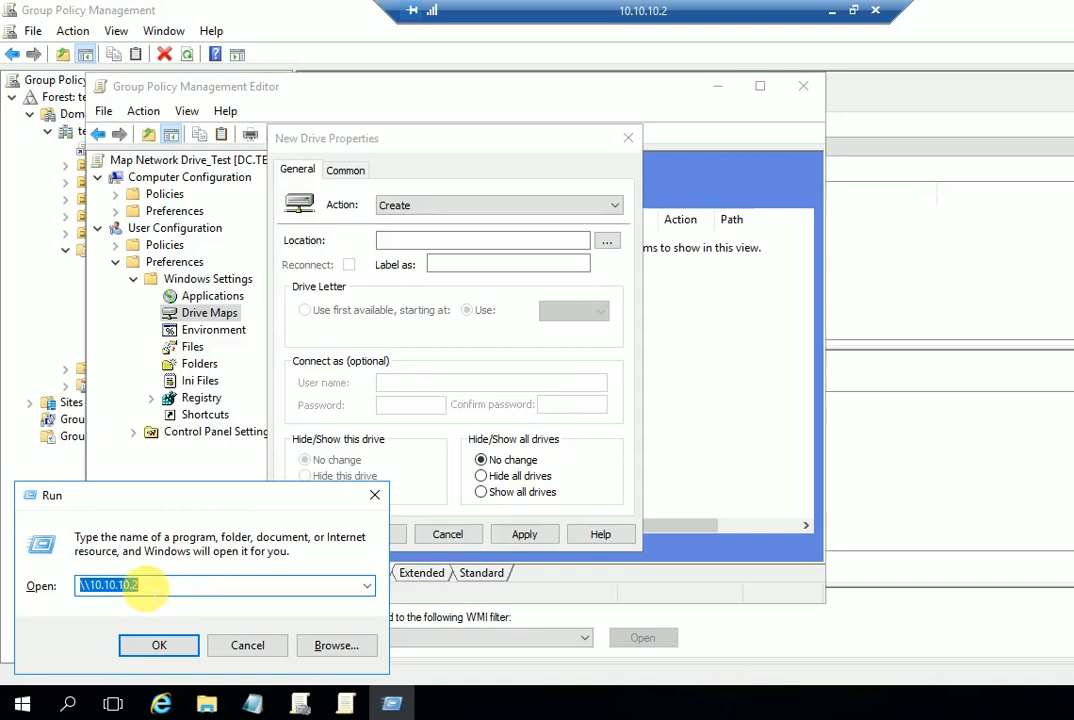 Group Policy Management
10.10.10.2
File Action View Window Help
Group Policy
Forest: te
Dom
te
Sites
Grou
Grou
Group Policy Management Editor
File Action View Help
Map Network Drive_Test [DC.TE
Computer Configuration
Policies
Preferences
User Configuration
Policies
Preferences
Windows Settings
Applications
Drive Maps
Environment
Files
Folders
Ini Files
Registry
Shortcuts
Control Panel Setting
Action Path
ms to show in this view.
New Drive Properties
General Common
Action: Create
Location: ...
Reconnect: Label as:
Drive Letter
Use first available, starting at: Use:
Connect as (optional)
User name:
Password: Confirm password:
Hide/Show this drive Hide/Show all drives
No change No change
Hide this drive Hide all drives
Show all drives
Cancel Apply Help
Extended Standard
d to the following WMI filter:
Open
Run
Type the name of a program, folder, document, or Internet
resource, and Windows will open it for you.
Open: \\10.10.10.2
OK Cancel Browse...